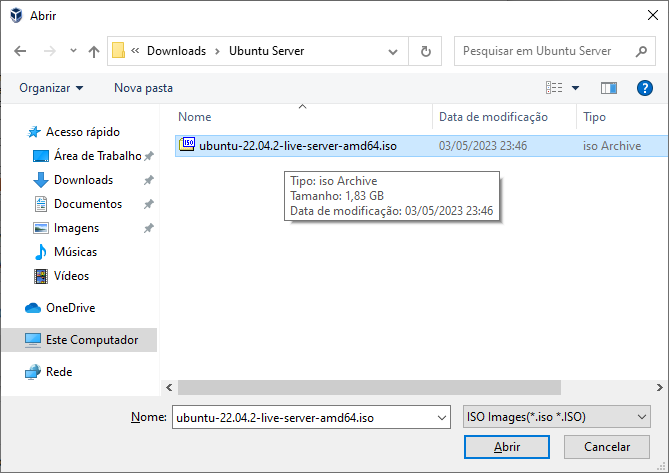 Abrir
« Downloads › Ubuntu Server
Pesquisar em Ubuntu Server
Organizar
Nova pasta
?
Nome
Data de modificação
Tipo
Acesso rápido
Área de Trabalho
Downloads
Documentos
Imagens
Músicas
Vídeos
OneDrive
Este Computador
Rede
ISO ubuntu-22.04.2-live-server-amd64.iso
03/05/2023 23:46
iso Archive
Tipo: iso Archive
Tamanho: 1,83 GB
Data de modificação: 03/05/2023 23:46
Nome:
ubuntu-22.04.2-live-server-amd64.iso
ISO Images(*.iso *.ISO)
Abrir
Cancelar